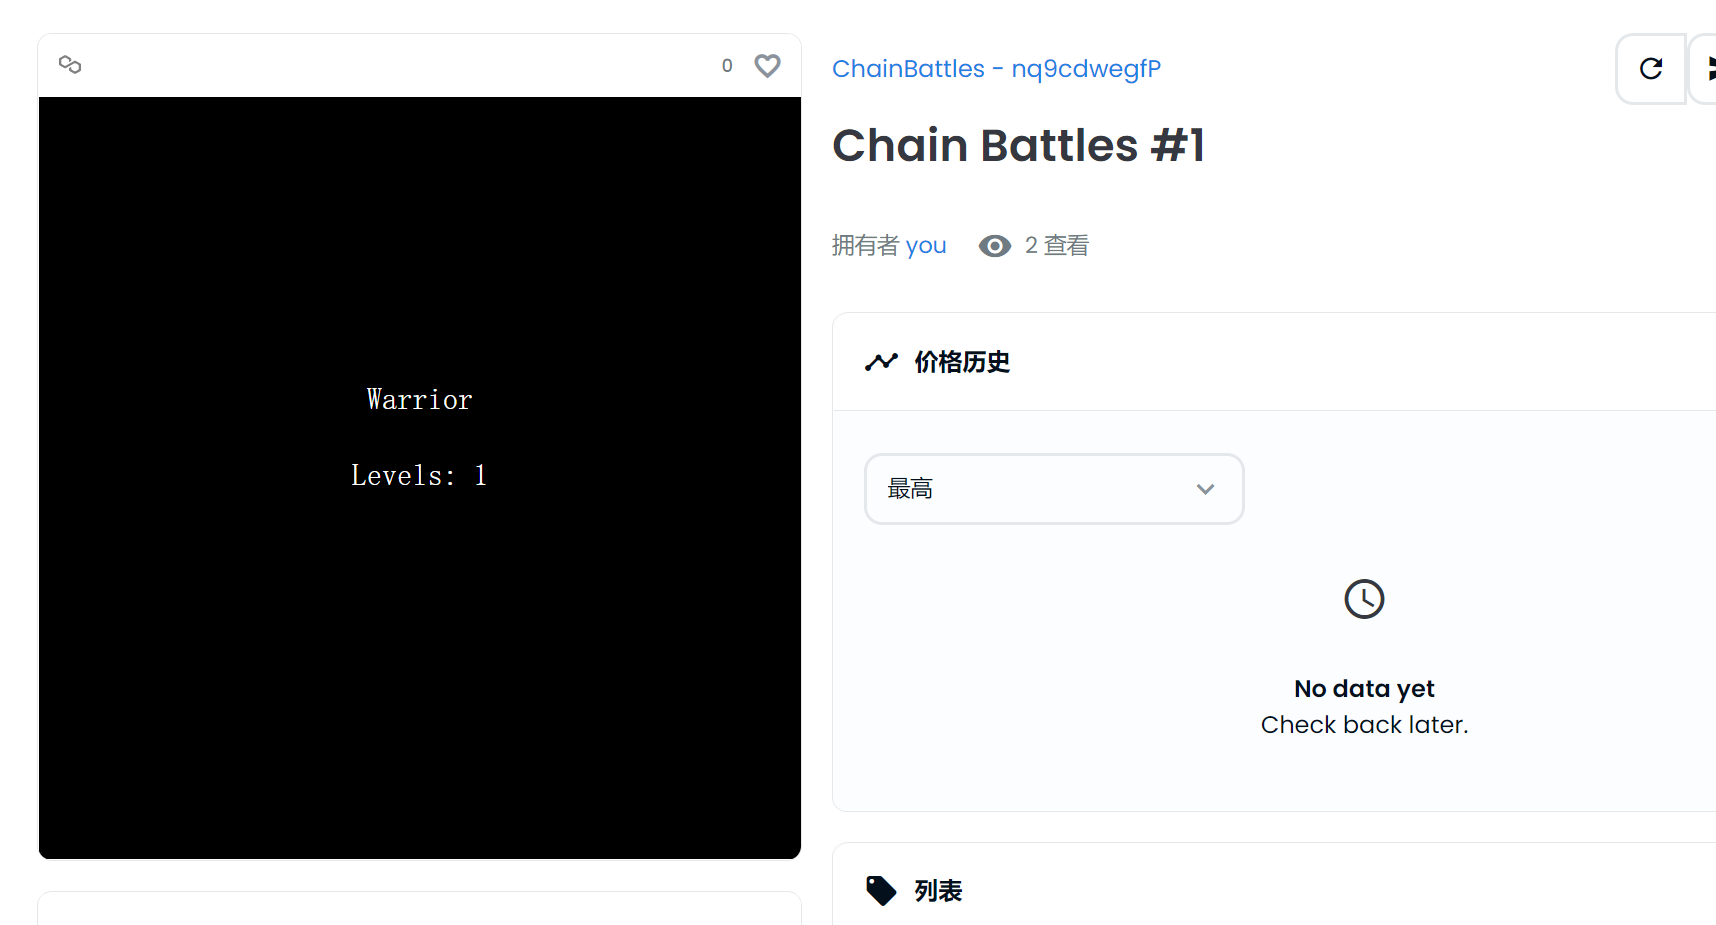 0
Warrior
Levels: 1
ChainBattles - nq9cdwegfP
Chain Battles #1
拥有者 you 2 查看
价格历史
最高
No data yet
Check back later.
列表